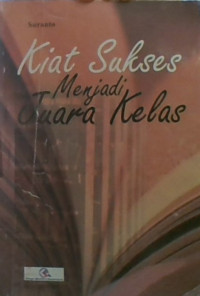 Kiat Sukses
Menjadi
Juara Kelas